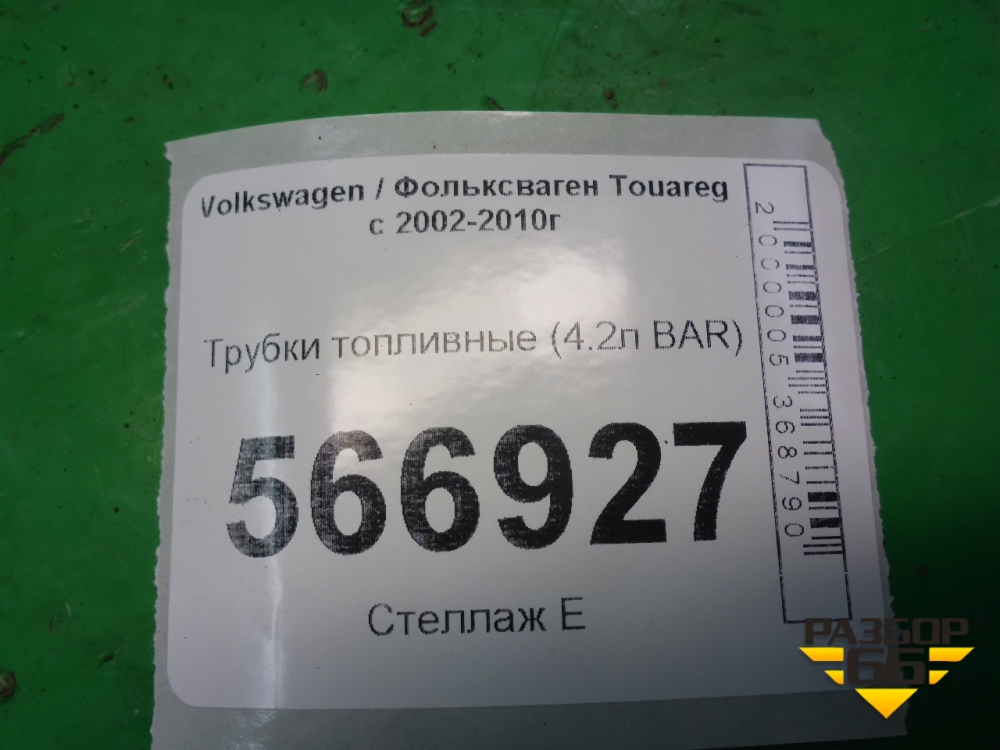 Volkswagen / Фольксваген Touareg
с 2002-2010г
Трубки топливные (4.2л BAR)
566927
Стеллаж Е
2000005368790
РАЗБОР
66